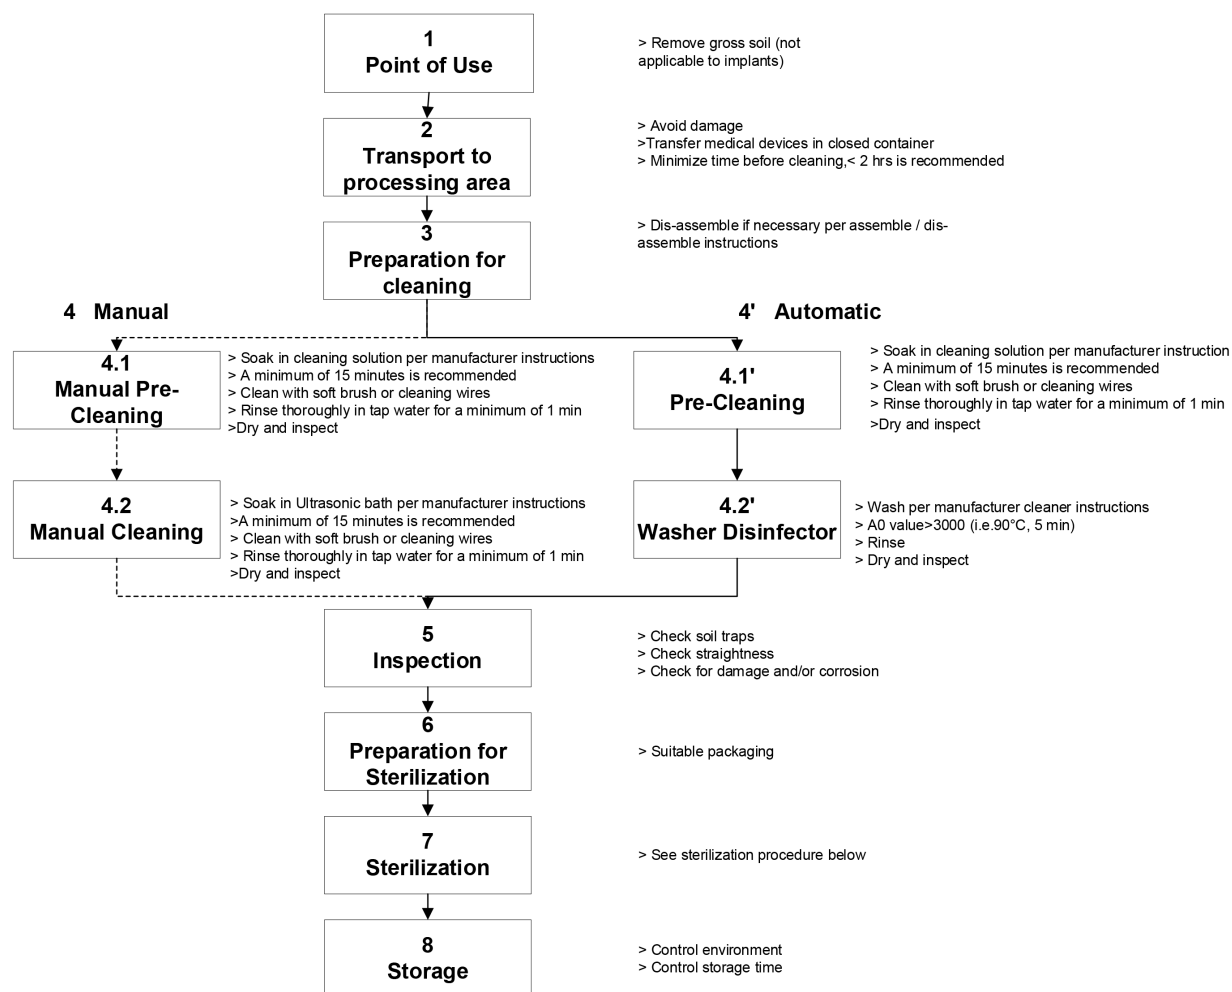 1
Point of Use
> Remove gross soil (not
applicable to implants)
2
Transport to
processing area
> Avoid damage
>Transfer medical devices in closed container
> Minimize time before cleaning,< 2 hrs is recommended
3
Preparation for
cleaning
> Dis-assemble if necessary per assemble / dis-
assemble instructions
4 Manual
4.1
Manual Pre-
Cleaning
> Soak in cleaning solution per manufacturer instructions
> A minimum of 15 minutes is recommended
> Clean with soft brush or cleaning wires
> Rinse thoroughly in tap water for a minimum of 1 min
>Dry and inspect
4.2
Manual Cleaning
> Soak in Ultrasonic bath per manufacturer instructions
>A minimum of 15 minutes is recommended
> Clean with soft brush or cleaning wires
> Rinse thoroughly in tap water for a minimum of 1 min
>Dry and inspect
4' Automatic
4.1'
Pre-Cleaning
> Soak in cleaning solution per manufacturer instruction
> A minimum of 15 minutes is recommended
> Clean with soft brush or cleaning wires
> Rinse thoroughly in tap water for a minimum of 1 min
>Dry and inspect
4.2'
Washer Disinfector
> Wash per manufacturer cleaner instructions
> A0 value>3000 (i.e.90°C, 5 min)
> Rinse
> Dry and inspect
5
Inspection
> Check soil traps
> Check straightness
> Check for damage and/or corrosion
6
Preparation for
Sterilization
> Suitable packaging
7
Sterilization
> See sterilization procedure below
8
Storage
> Control environment
> Control storage time